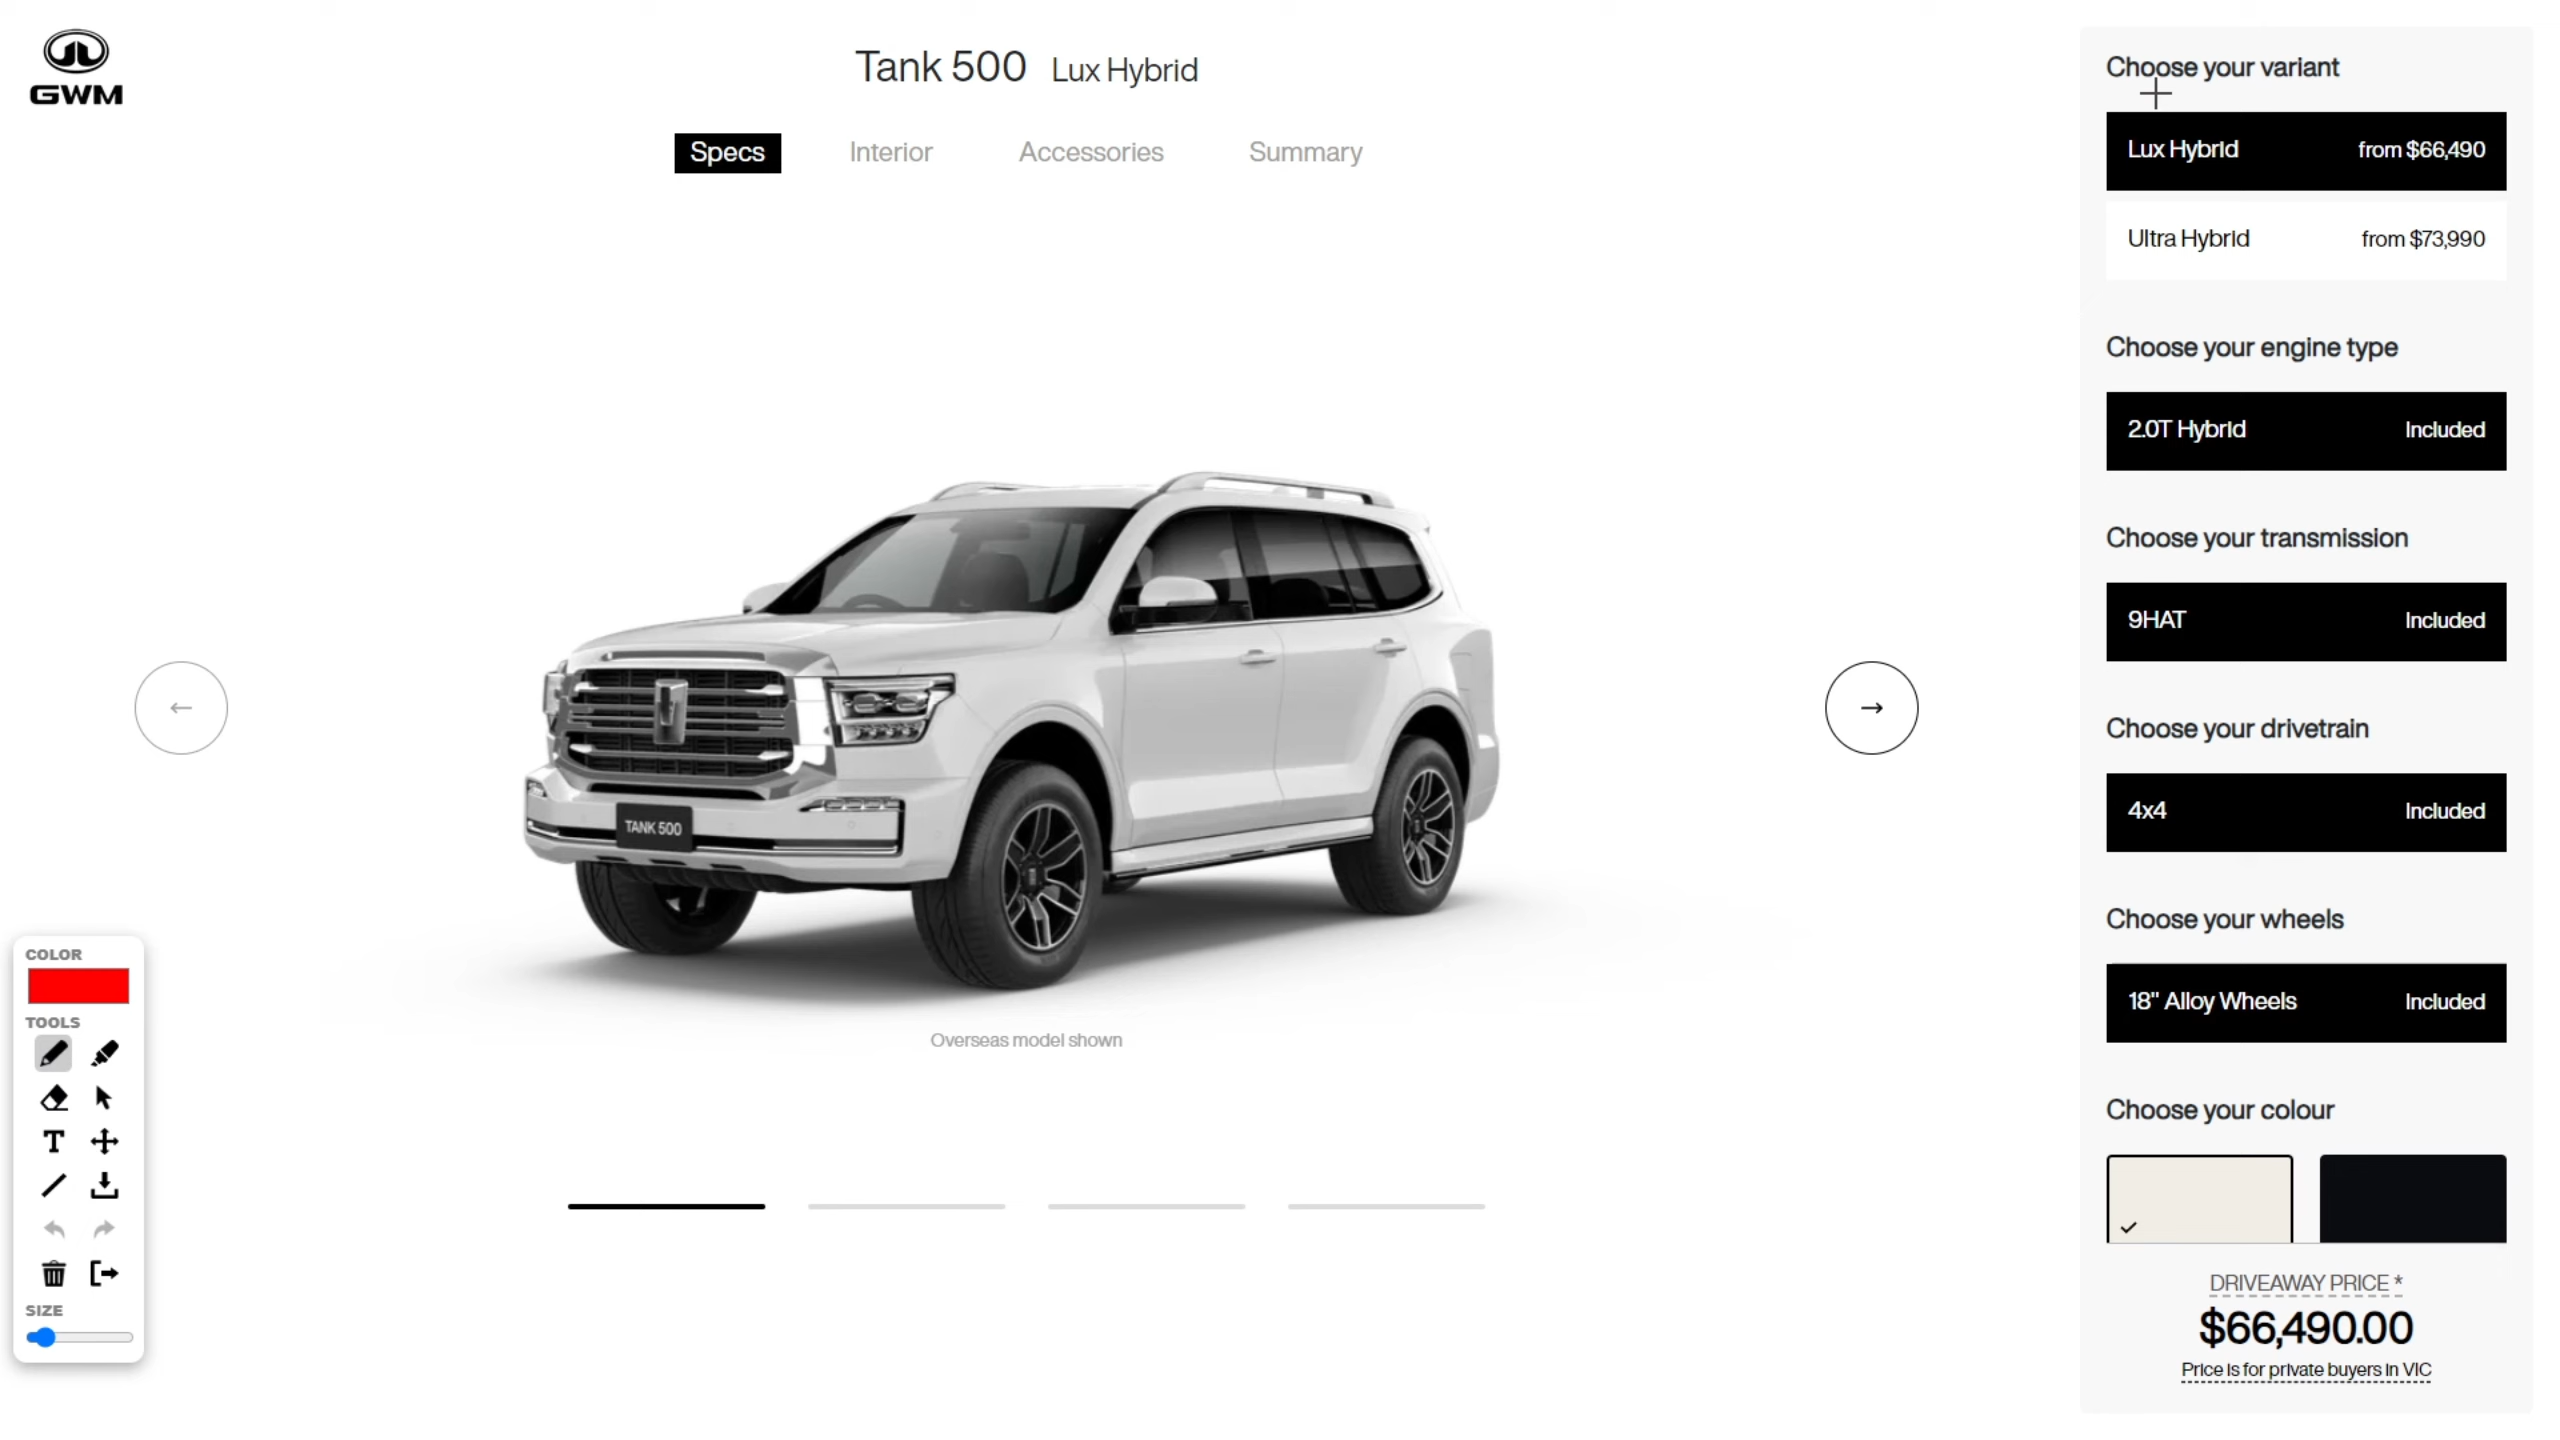 GWM
Tank 500 Lux Hybrid
Specs Interior Accessories Summary
TANK 500
Overseas model shown
Choose your variant
Lux Hybrid from $66,490
Ultra Hybrid from $73,990
Choose your engine type
2.0T Hybrid Included
Choose your transmission
9HAT Included
Choose your drivetrain
4x4 Included
Choose your wheels
18" Alloy Wheels Included
Choose your colour
DRIVEAWAY PRICE *
$66,490.00
Price is for private buyers in VIC
COLOR
TOOLS
T
SIZE